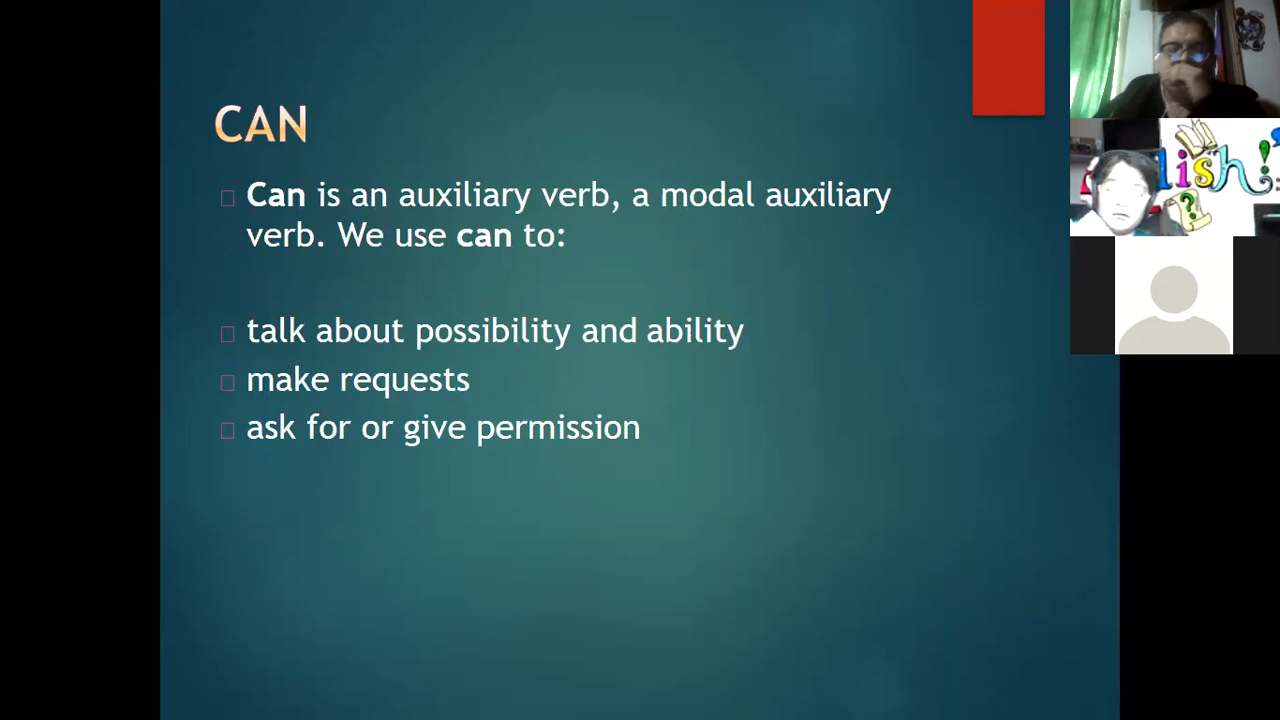 CAN
Can is an auxiliary verb, a modal auxiliary
verb. We use can to:
talk about possibility and ability
make requests
ask for or give permission
lish!
?